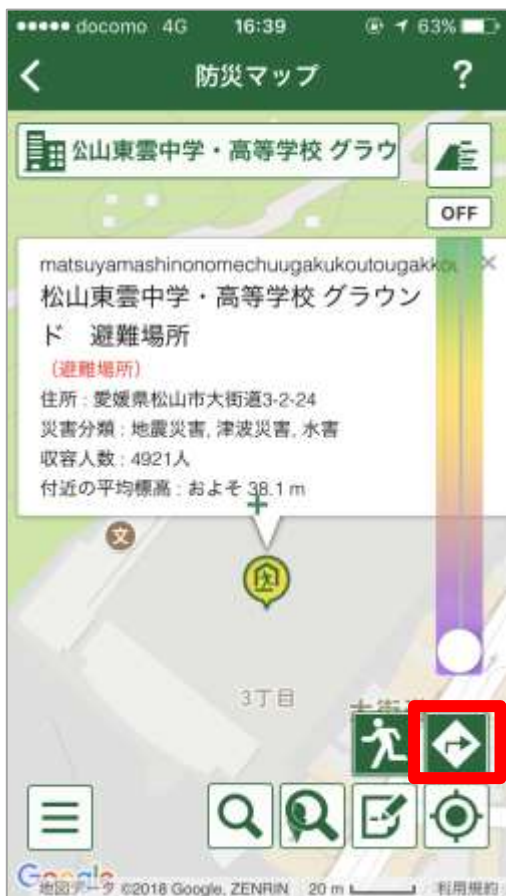 docomo 4G 16:39 63%
防災マップ ?
公山東雲中学・高等学校 グラウ
OFF
matsuyamashinonomechuugakukoutougakkou
松山東雲中学・高等学校 グラウン
ド 避難場所
(避難場所)
住所 : 愛媛県松山市大街道3-2-24
災害分類 : 地震災害, 津波災害, 水害
収容人数 : 4921人
付近の平均標高 : およそ 38.1 m
文
3丁目
Google
地図データ ©2018 Google, ZENRIN 20 m 利用規約